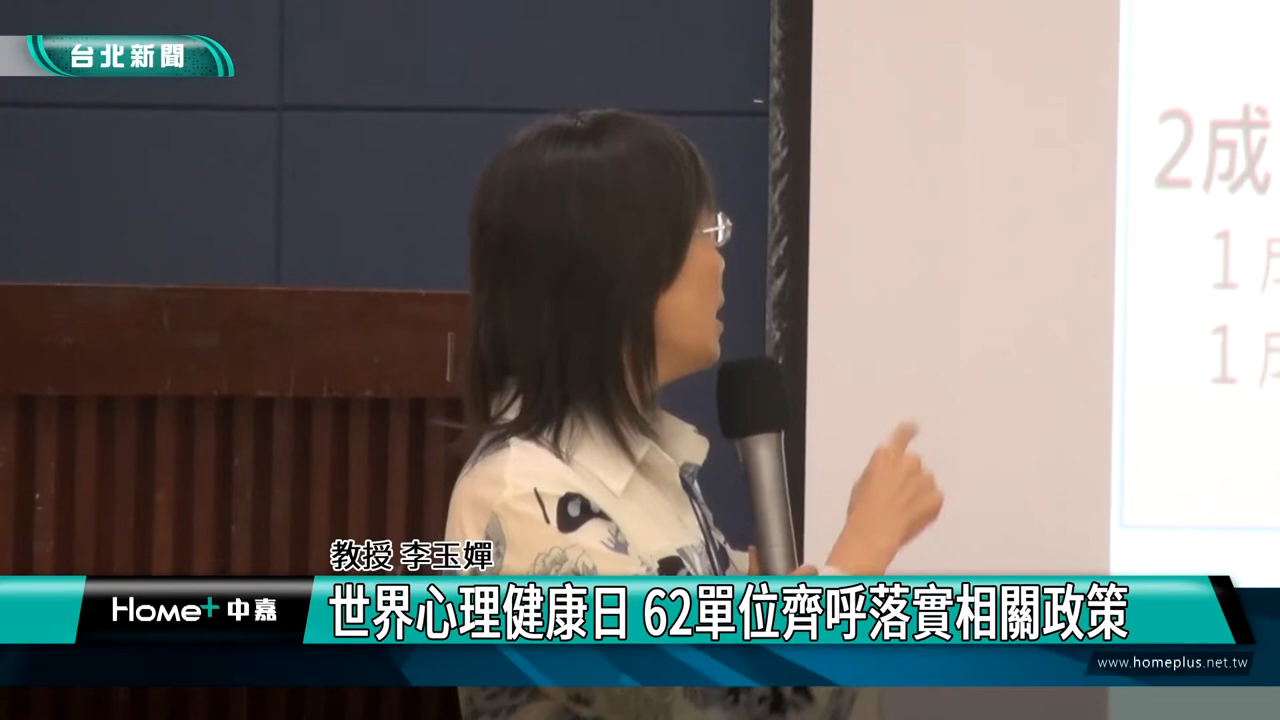 台北新聞
2成
1成
1成
教授 李玉嬋
Home+中嘉
世界心理健康日 62單位齊呼落實相關政策
www.homeplus.net.tw